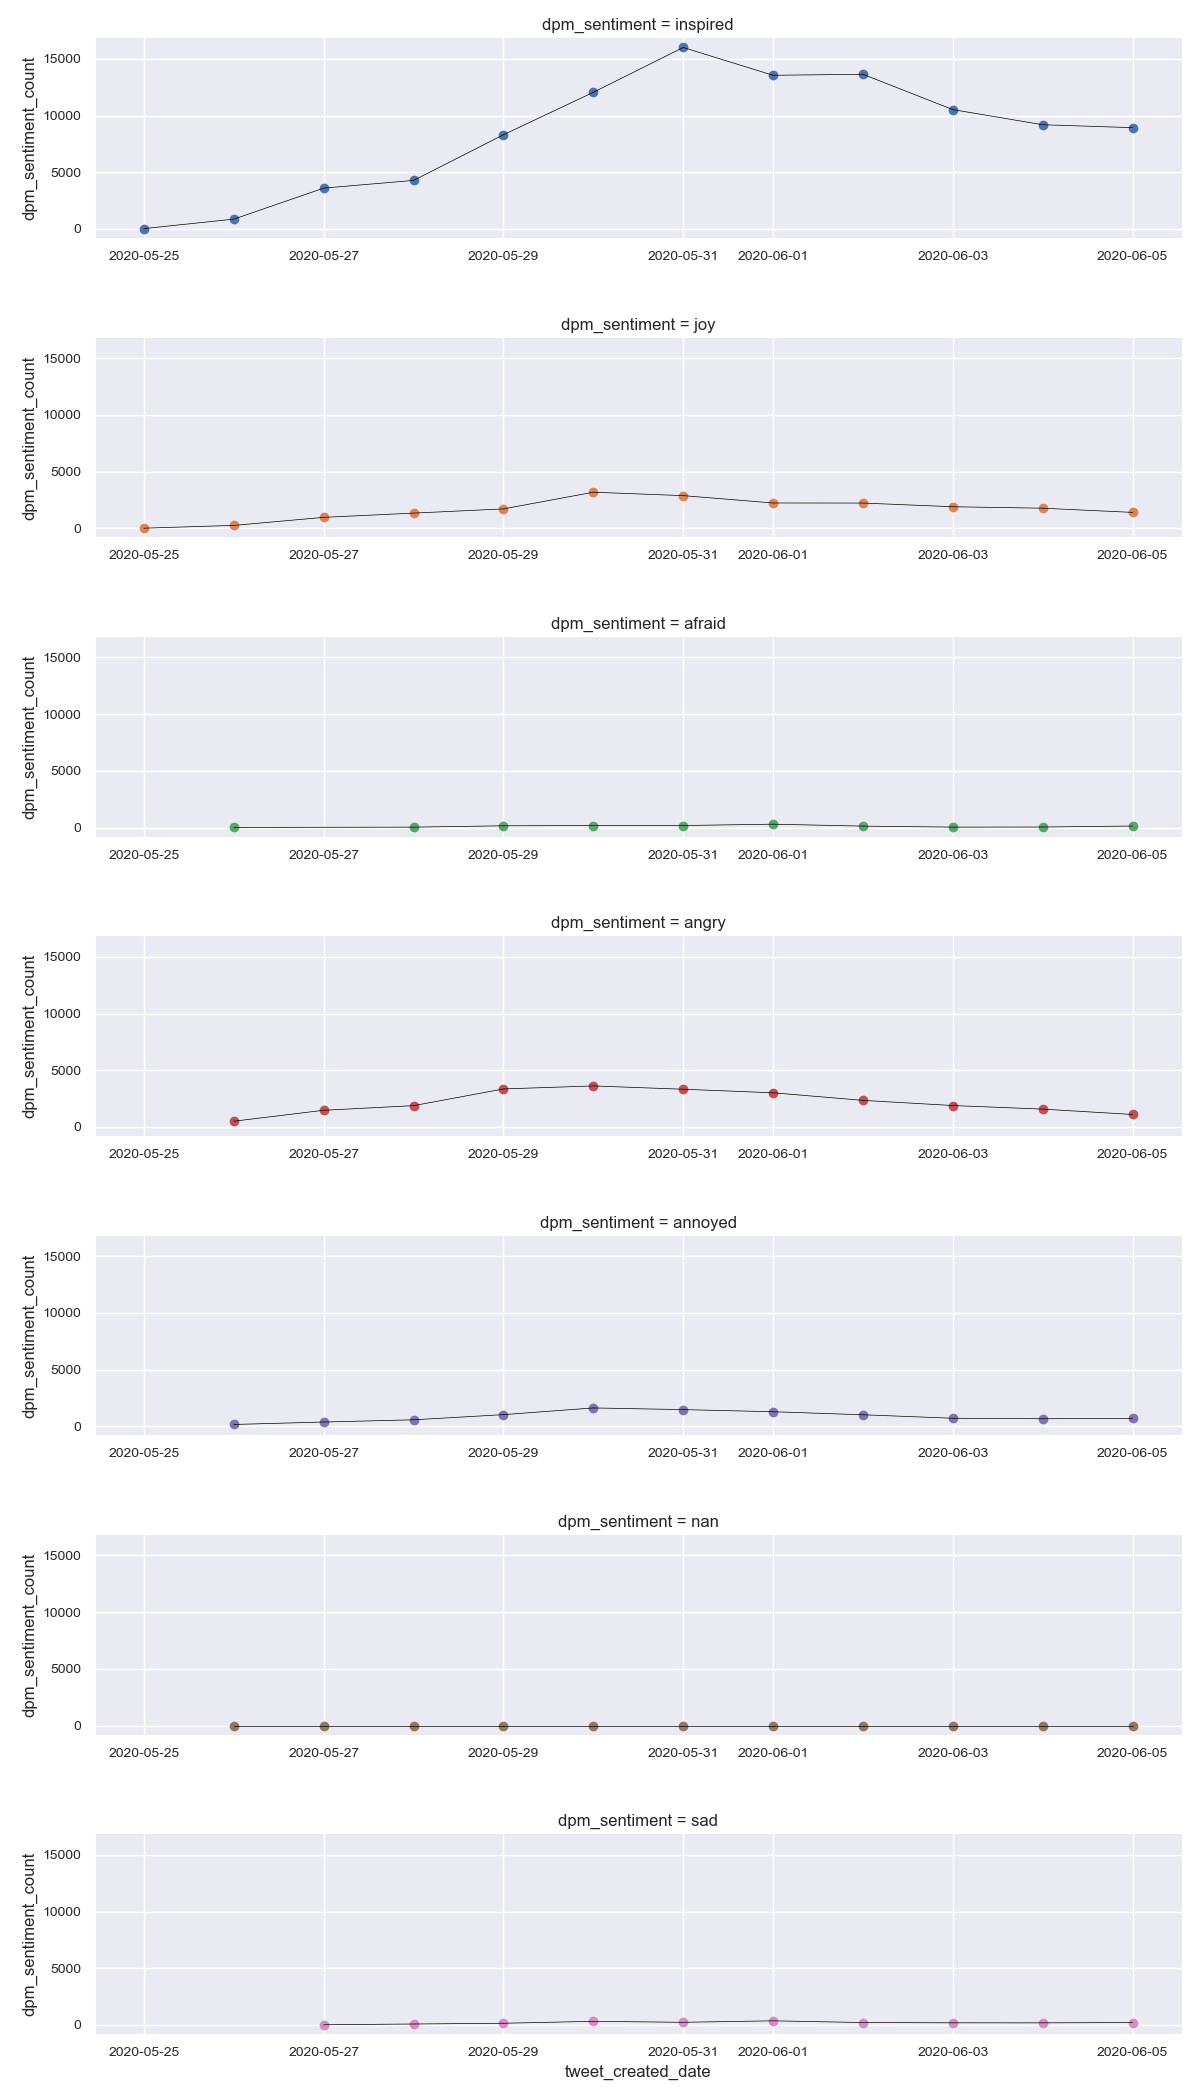 dpm_sentiment = inspired
dpm_sentiment_count
15000
10000
5000
0
2020-05-25 2020-05-27 2020-05-29 2020-05-31 2020-06-01 2020-06-03 2020-06-05
dpm_sentiment = joy
dpm_sentiment_count
15000
10000
5000
0
2020-05-25 2020-05-27 2020-05-29 2020-05-31 2020-06-01 2020-06-03 2020-06-05
dpm_sentiment = afraid
dpm_sentiment_count
15000
10000
5000
0
2020-05-25 2020-05-27 2020-05-29 2020-05-31 2020-06-01 2020-06-03 2020-06-05
dpm_sentiment = angry
dpm_sentiment_count
15000
10000
5000
0
2020-05-25 2020-05-27 2020-05-29 2020-05-31 2020-06-01 2020-06-03 2020-06-05
dpm_sentiment = annoyed
dpm_sentiment_count
15000
10000
5000
0
2020-05-25 2020-05-27 2020-05-29 2020-05-31 2020-06-01 2020-06-03 2020-06-05
dpm_sentiment = nan
dpm_sentiment_count
15000
10000
5000
0
2020-05-25 2020-05-27 2020-05-29 2020-05-31 2020-06-01 2020-06-03 2020-06-05
dpm_sentiment = sad
dpm_sentiment_count
15000
10000
5000
0
2020-05-25 2020-05-27 2020-05-29 2020-05-31 2020-06-01 2020-06-03 2020-06-05
tweet_created_date